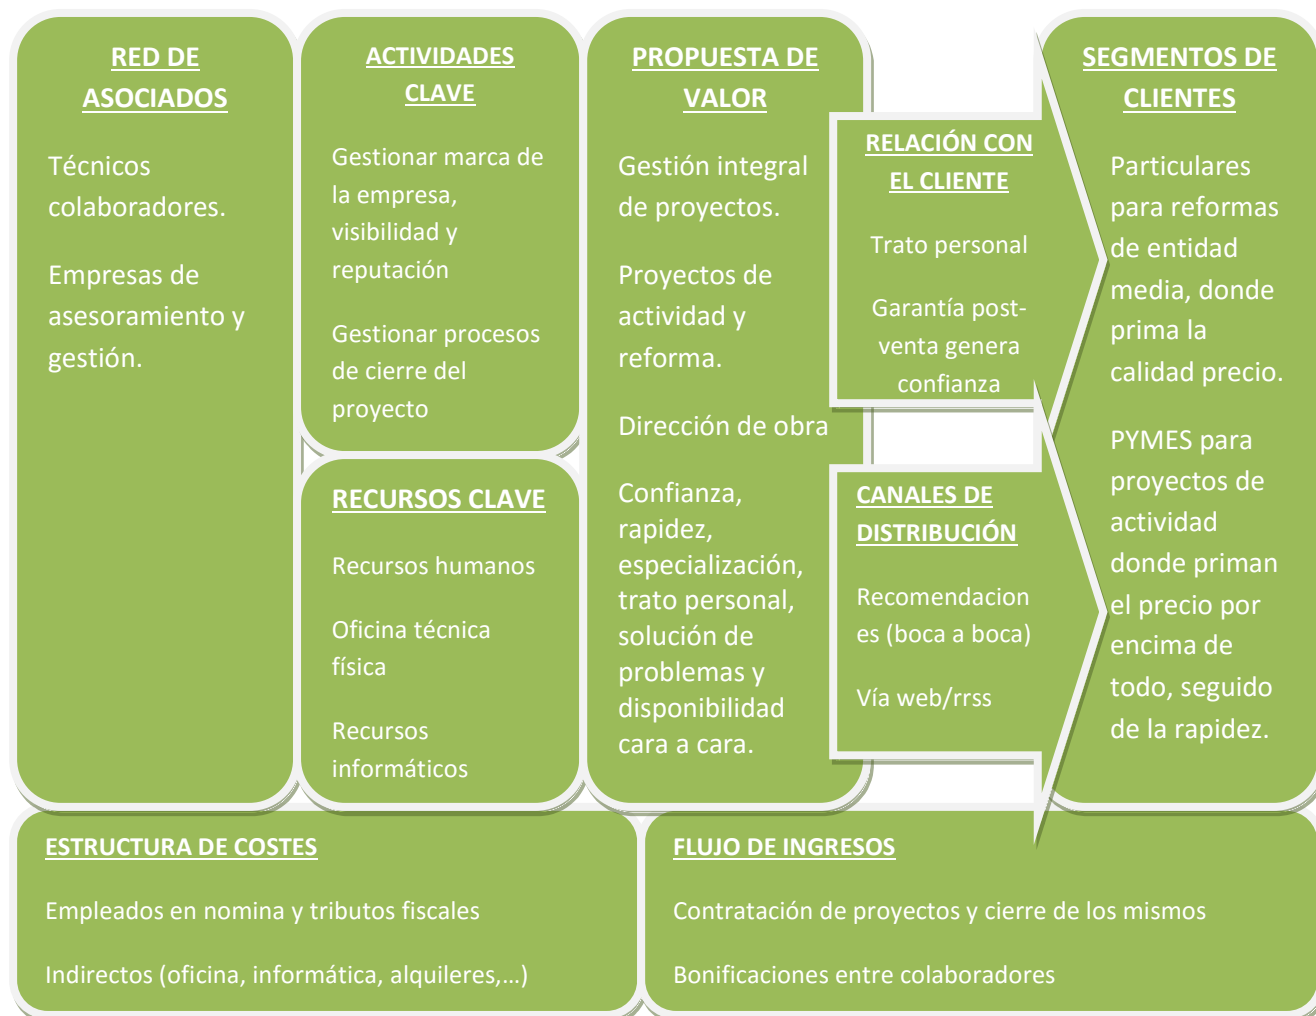 RED DE
ASOCIADOS
Técnicos
colaboradores.
Empresas de
asesoramiento y
gestión.
ACTIVIDADES
CLAVE
Gestionar marca de
la empresa,
visibilidad y
reputación
Gestionar procesos
de cierre del
proyecto
RECURSOS CLAVE
Recursos humanos
Oficina técnica
física
Recursos
informáticos
PROPUESTA DE
VALOR
Gestión integral
de proyectos.
Proyectos de
actividad y
reforma.
Dirección de obra
Confianza,
rapidez,
especialización,
trato personal,
solución de
problemas y
disponibilidad
cara a cara.
RELACIÓN CON
EL CLIENTE
Trato personal
Garantía post-
venta genera
confianza
CANALES DE
DISTRIBUCIÓN
Recomendacion
es (boca a boca)
Vía web/rrss
SEGMENTOS DE
CLIENTES
Particulares
para reformas
de entidad
media, donde
prima la
calidad precio.
PYMES para
proyectos de
actividad
donde priman
el precio por
encima de
todo, seguido
de la rapidez.
ESTRUCTURA DE COSTES
Empleados en nomina y tributos fiscales
Indirectos (oficina, informática, alquileres,…)
FLUJO DE INGRESOS
Contratación de proyectos y cierre de los mismos
Bonificaciones entre colaboradores